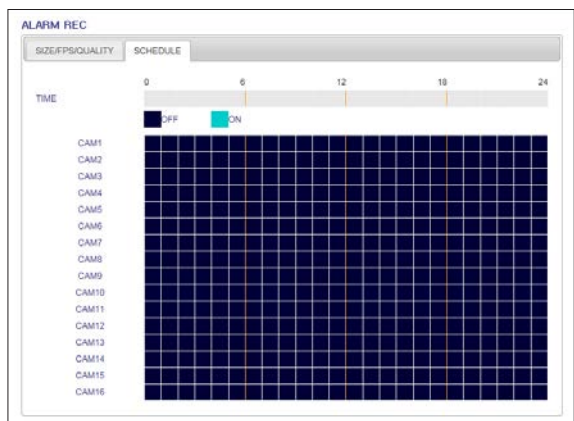 ALARM REC
SIZE/FPS/QUALITY SCHEDULE
0 6 12 18 24
TIME
OFF ON
CAM1
CAM2
CAM3
CAM4
CAM5
CAM6
CAM7
CAM8
CAM9
CAM10
CAM11
CAM12
CAM13
CAM14
CAM15
CAM16